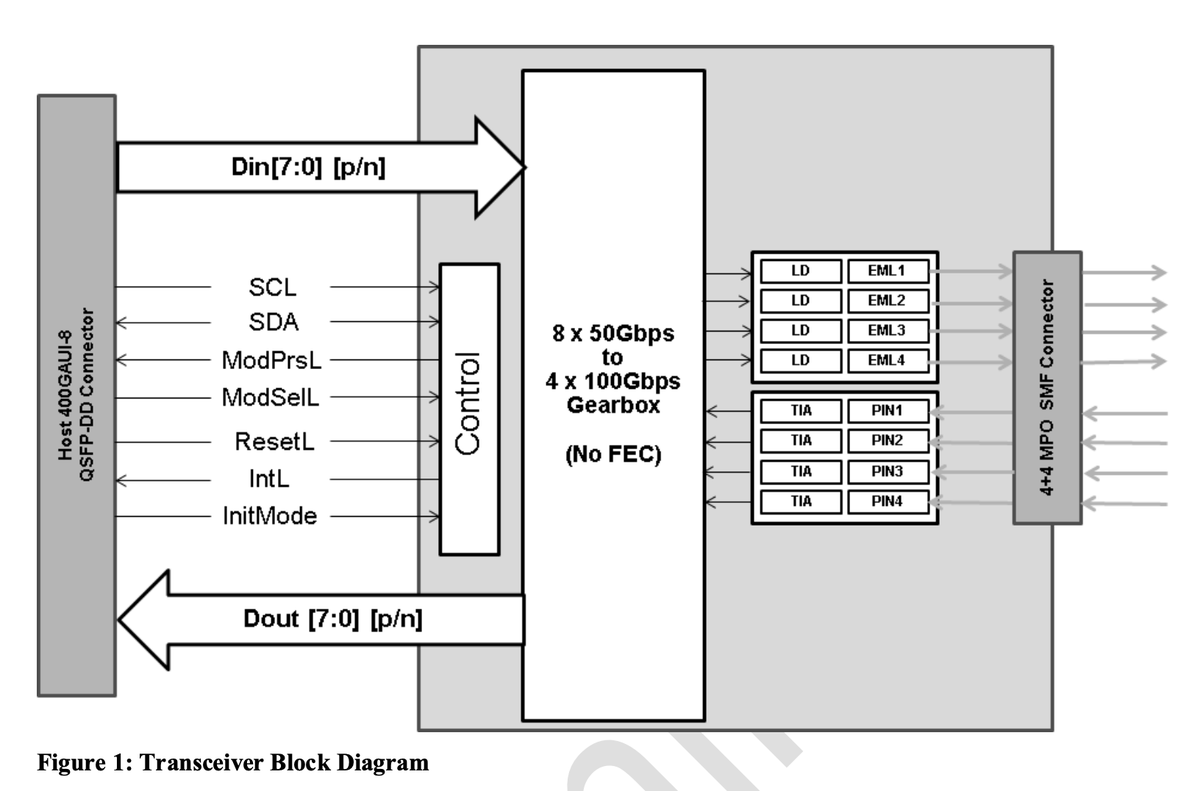 Host 400GAUI-8
QSFP-DD Connector
Din[7:0] [p/n]
SCL
SDA
ModPrsL
ModSelL
ResetL
IntL
InitMode
Control
Dout [7:0] [p/n]
8 x 50Gbps
to
4 x 100Gbps
Gearbox
(No FEC)
LD EML1
LD EML2
LD EML3
LD EML4
TIA PIN1
TIA PIN2
TIA PIN3
TIA PIN4
4+4 MPO SMF Connector
Figure 1: Transceiver Block Diagram